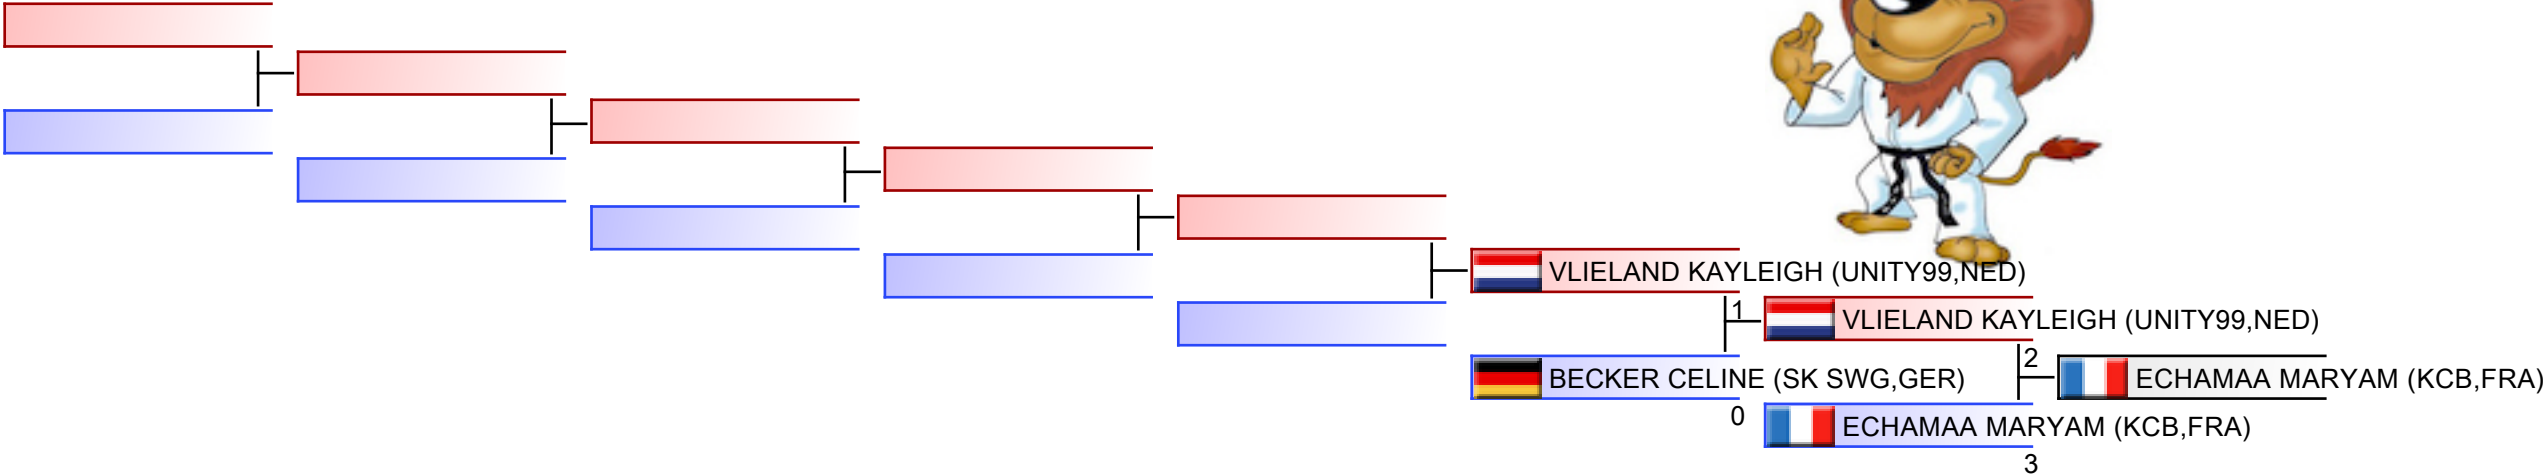 VLIELAND KAYLEIGH (UNITY99,NED)
1
VLIELAND KAYLEIGH (UNITY99,NED)
2
BECKER CELINE (SK SWG,GER)
ECHAMAA MARYAM (KCB,FRA)
0
ECHAMAA MARYAM (KCB,FRA)
3